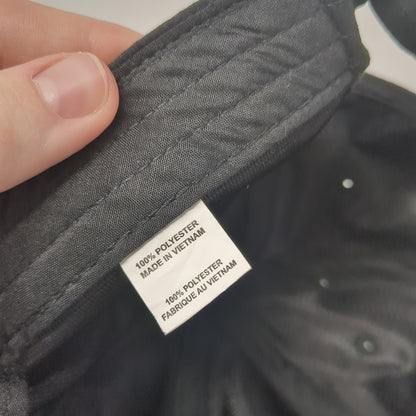 100% POLYESTER
MADE IN VIETNAM
100% POLYESTER
FABRIQUE AU VIETNAM